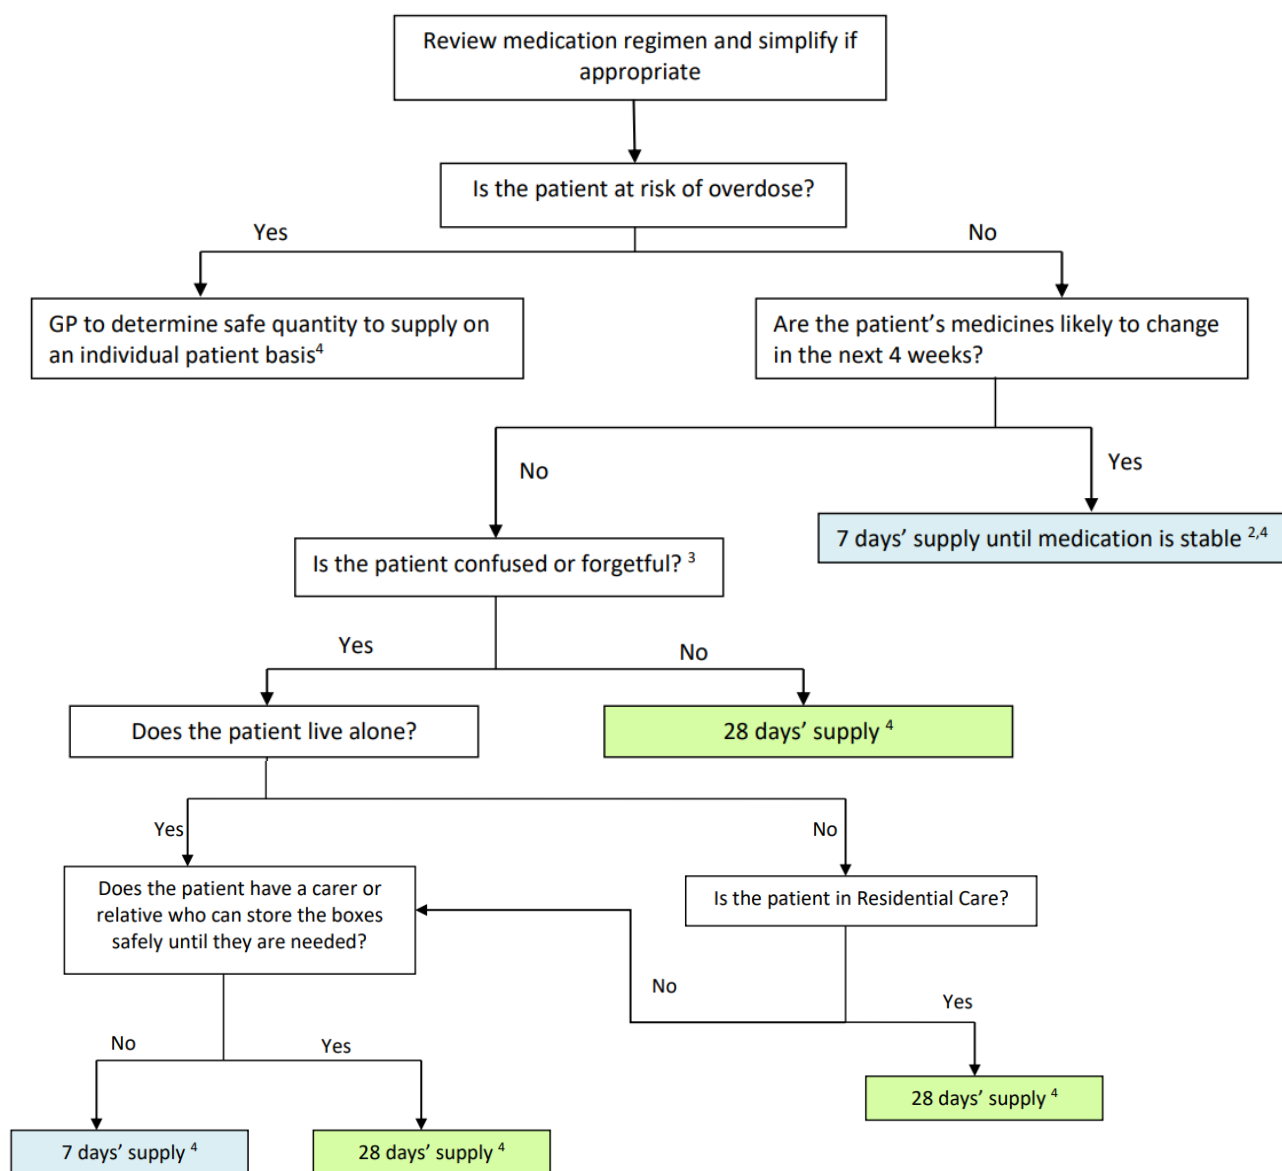 Review medication regimen and simplify if
appropriate
Is the patient at risk of overdose?
Yes
No
GP to determine safe quantity to supply on
an individual patient basis4
Are the patient’s medicines likely to change
in the next 4 weeks?
No
Yes
7 days’ supply until medication is stable 2,4
Is the patient confused or forgetful? 3
Yes
No
Does the patient live alone?
28 days’ supply 4
Yes
No
Does the patient have a carer or
relative who can store the boxes
safely until they are needed?
Is the patient in Residential Care?
No
Yes
No
Yes
28 days’ supply 4
7 days’ supply 4
28 days’ supply 4